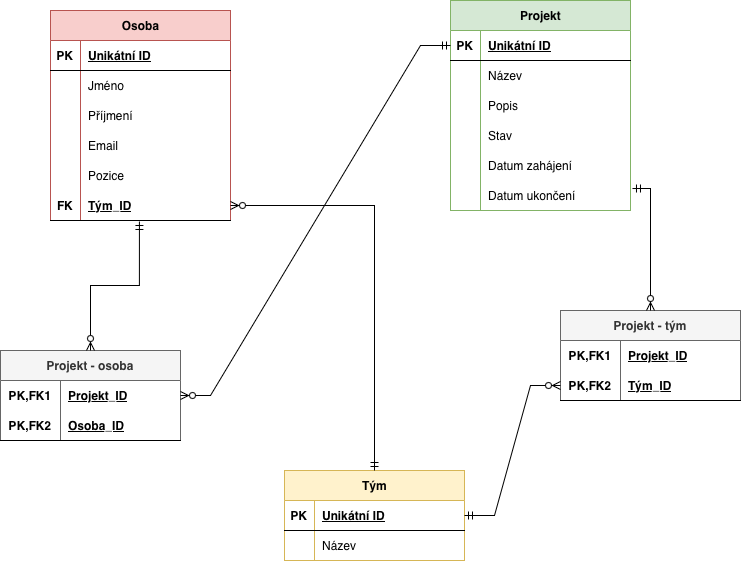 Osoba
PK Unikátní ID
Jméno
Příjmení
Email
Pozice
FK Tým_ID
Projekt
PK Unikátní ID
Název
Popis
Stav
Datum zahájení
Datum ukončení
Projekt - osoba
PK,FK1 Projekt_ID
PK,FK2 Osoba_ID
Projekt - tým
PK,FK1 Projekt_ID
PK,FK2 Tým_ID
Tým
PK Unikátní ID
Název